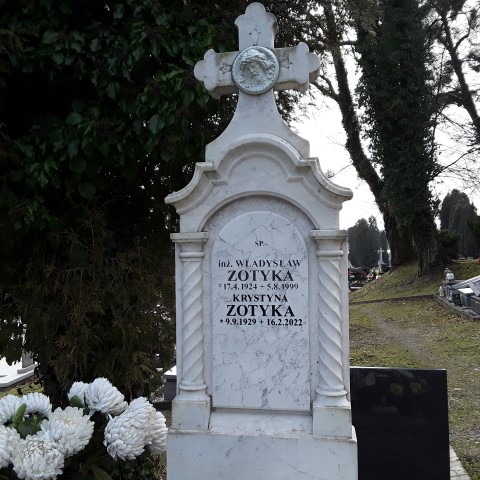 ŚP.
inż. WŁADYSŁAW
ZOTYKA
* 17.4.1924 + 5.8.1999
KRYSTYNA
ZOTYKA
* 9.9.1929 + 16.2.2022